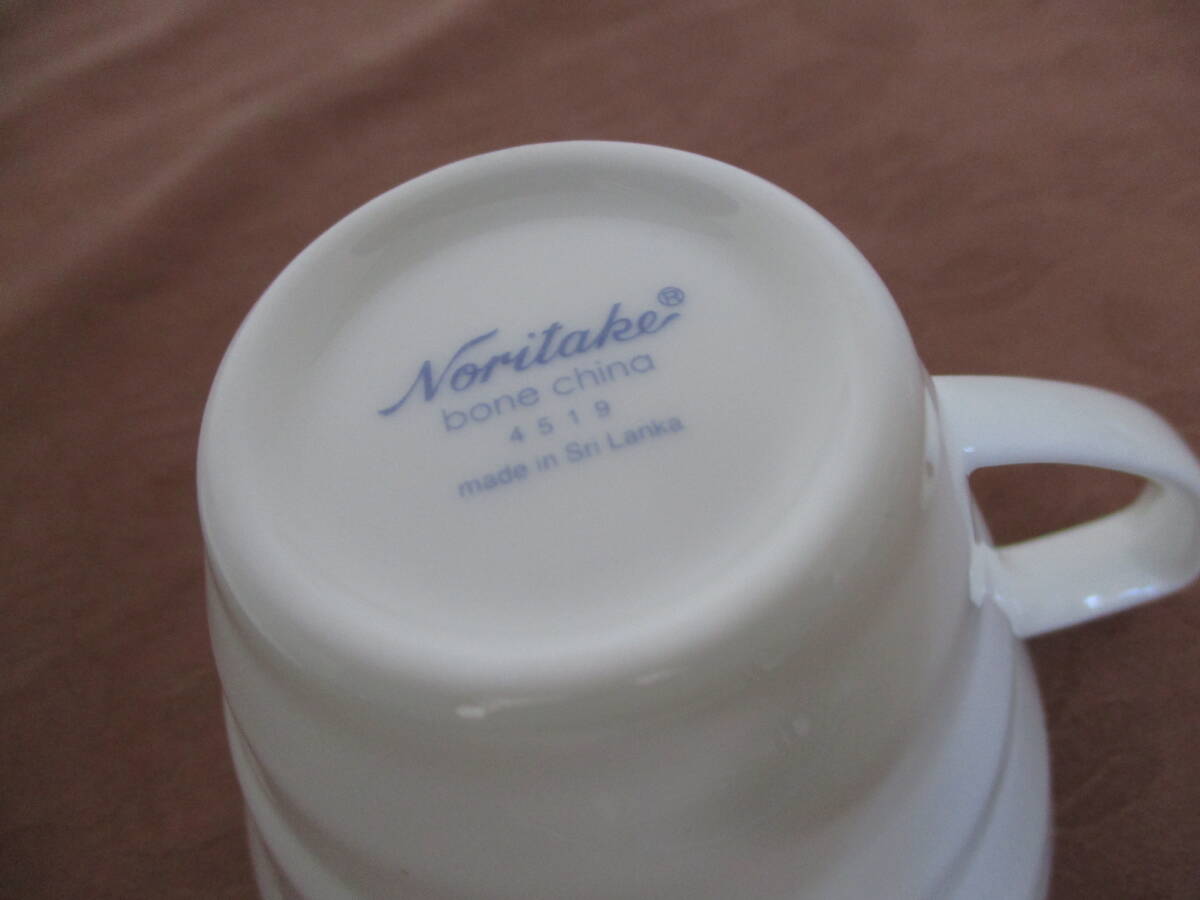 Noritake®
bone china
4519
made in Sri Lanka